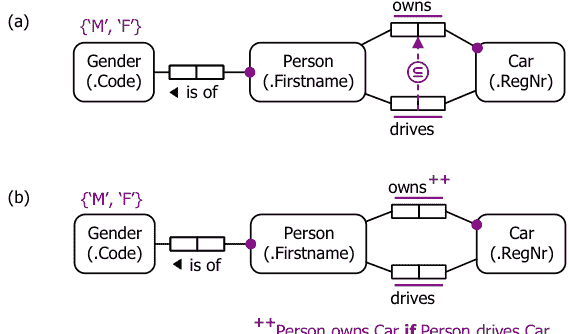 (a)
owns
{‘M’, ‘F’}
Gender
(.Code)
Person
(.Firstname)
Car
(.RegNr)
⊆
◄ is of
drives
(b)
owns++
{‘M’, ‘F’}
Gender
(.Code)
Person
(.Firstname)
Car
(.RegNr)
◄ is of
drives
++Person owns Car if Person drives Car